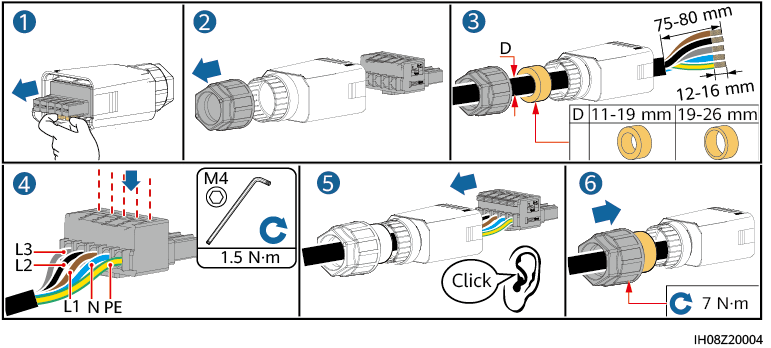 1
2
3
75-80 mm
D
12-16 mm
D 11-19 mm 19-26 mm
4
L3
L2
L1 N PE
M4
1.5 N·m
5
Click
6
7 N·m
IH08Z20004